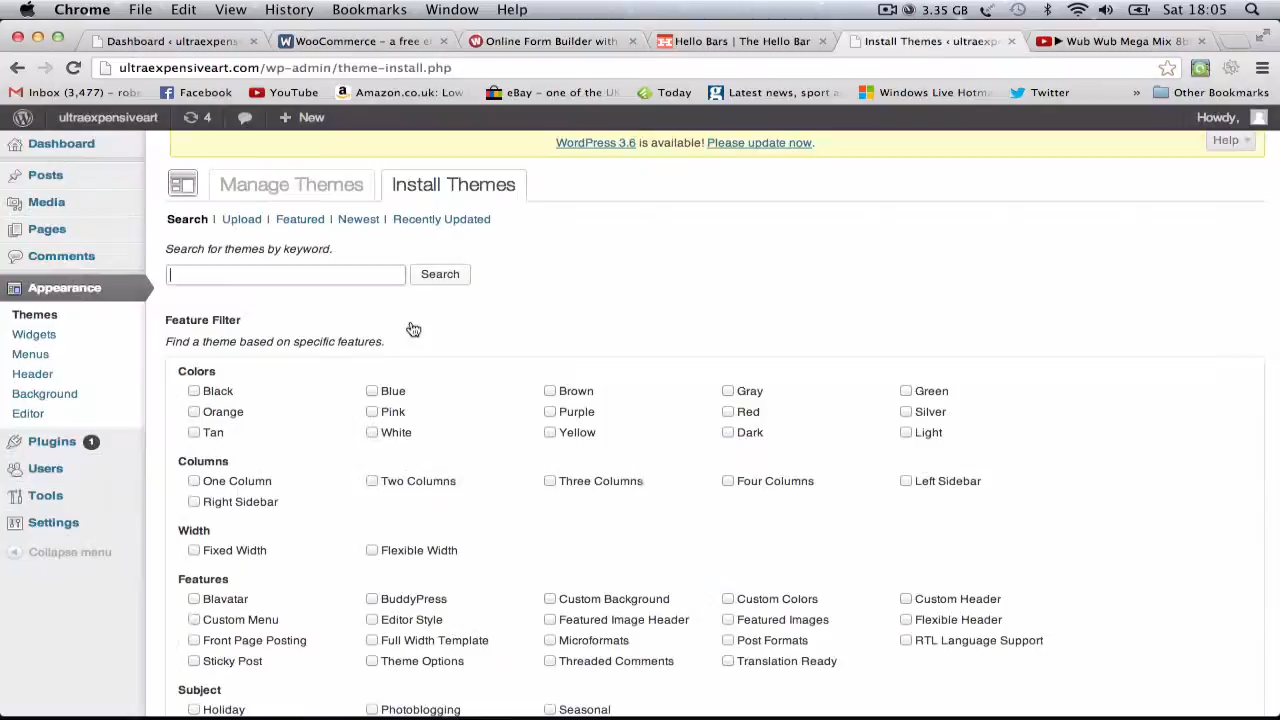 Chrome File Edit View History Bookmarks Window Help 3.35 GB Sat 18:05
Dashboard ‹ ultraexpens WooCommerce – a free e Online Form Builder with Hello Bars | The Hello Bar Install Themes ‹ ultraexpe ▶ Wub Wub Mega Mix 8b
ultraexpensiveart.com/wp-admin/theme-install.php
Inbox (3,477) – robe Facebook YouTube Amazon.co.uk: Low eBay – one of the UK Today Latest news, sport a Windows Live Hotm Twitter » Other Bookmarks
ultraexpensiveart 4 + New Howdy,
WordPress 3.6 is available! Please update now.
Help
Dashboard
Posts
Media
Pages
Comments
Appearance
Themes
Widgets
Menus
Header
Background
Editor
Plugins 1
Users
Tools
Settings
Collapse menu
Manage Themes Install Themes
Search | Upload | Featured | Newest | Recently Updated
Search for themes by keyword.
Search
Feature Filter
Find a theme based on specific features.
Colors
Black Blue Brown Gray Green
Orange Pink Purple Red Silver
Tan White Yellow Dark Light
Columns
One Column Two Columns Three Columns Four Columns Left Sidebar
Right Sidebar
Width
Fixed Width Flexible Width
Features
Blavatar BuddyPress Custom Background Custom Colors Custom Header
Custom Menu Editor Style Featured Image Header Featured Images Flexible Header
Front Page Posting Full Width Template Microformats Post Formats RTL Language Support
Sticky Post Theme Options Threaded Comments Translation Ready
Subject
Holiday Photoblogging Seasonal